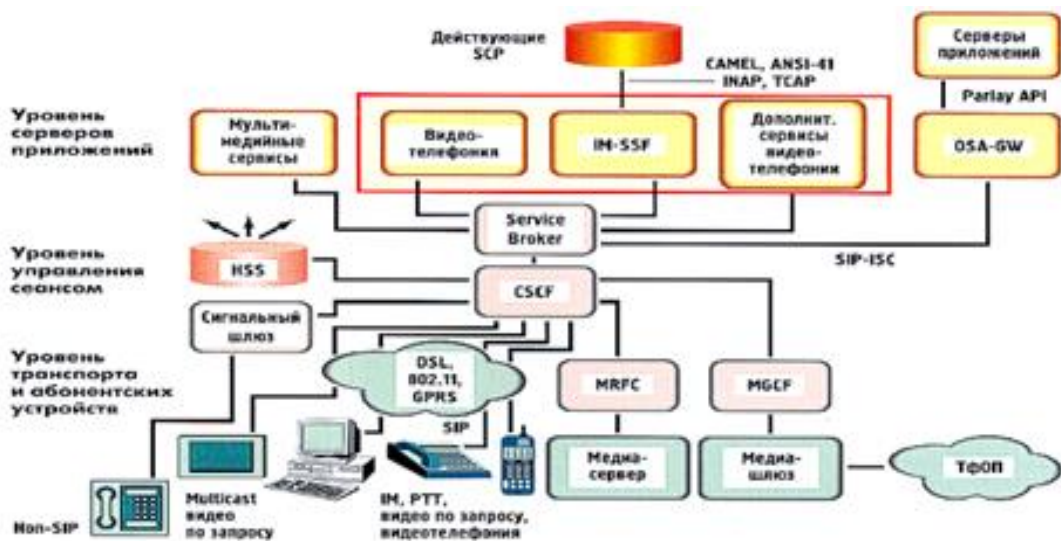 Действующие
SCP
CAMEL, ANSI-41
INAP, TCAP
Серверы
приложений
Parlay API
Уровень
серверов
приложений
Мульти-
медийные
сервисы
Видео-
телефония
IM-SSF
Дополнит.
сервисы
видео-
телефонии
OSA-GW
Service
Broker
SIP-ISC
Уровень
управления
сеансом
HSS
CSCF
Сигнальный
шлюз
Уровень
транспорта
и абонентских
устройств
DSL,
802.11,
GPRS
SIP
MRFC
MGCF
Медиа-
сервер
Медиа-
шлюз
ТфОП
Non-SIP
Multicast
видео
по запросу
IM, PTT,
видео по запросу,
видеотелефония